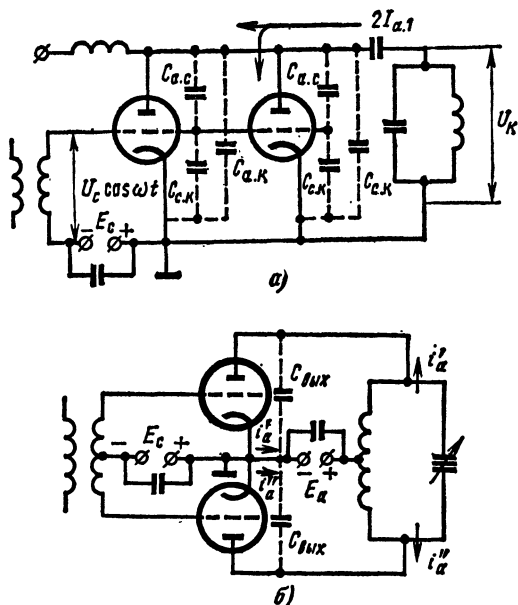 2I а.1
C а.с
C а.с
C с.к
C а.к
C с.к
C с.к
U к
U с cos ωt
– E с +
а)
C вых
i а'
i а''
– E с +
– E а +
C вых
i а'
i а''
б)